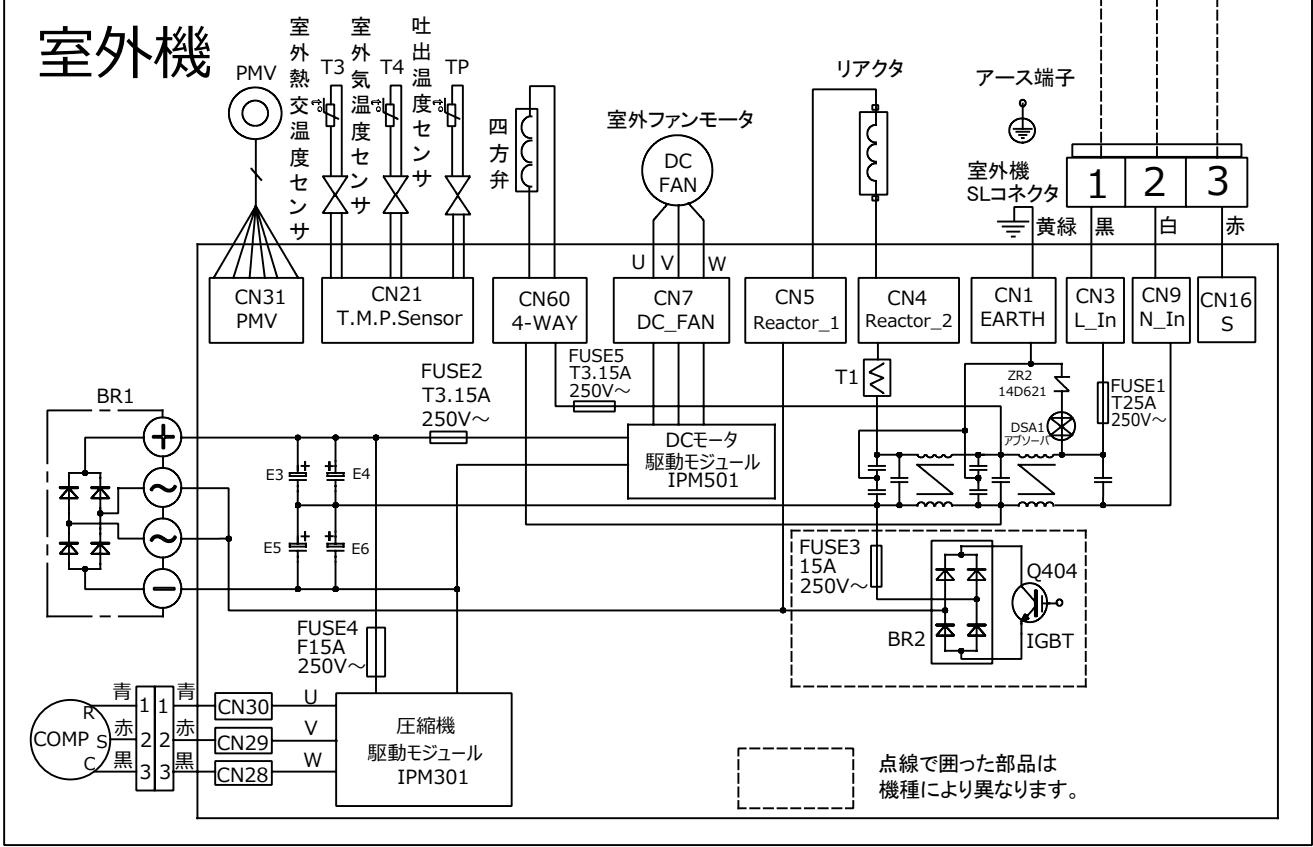 室外機
PMV
室外熱交温度センサ
T3
室外気温度センサ
T4
吐出温度センサ
TP
四方弁
室外ファンモータ
DC
FAN
リアクタ
アース端子
室外機
SLコネクタ
1 2 3
黄緑 黒 白 赤
U V W
CN31
PMV
CN21
T.M.P.Sensor
CN60
4-WAY
CN7
DC_FAN
CN5
Reactor_1
CN4
Reactor_2
CN1
EARTH
CN3
L_In
CN9
N_In
CN16
S
FUSE2
T3.15A
250V～
FUSE5
T3.15A
250V～
T1
ZR2
14D621
DSA1
アブソーバ
FUSE1
T25A
250V～
BR1
+
～
～
−
E3 + + E4
E5 + + E6
DCモータ
駆動モジュール
IPM501
FUSE3
15A
250V～
BR2
Q404
IGBT
FUSE4
F15A
250V～
COMP
R
S
C
青 1 1 青 CN30 U
赤 2 2 赤 CN29 V
黒 3 3 黒 CN28 W
圧縮機
駆動モジュール
IPM301
点線で囲った部品は
機種により異なります。